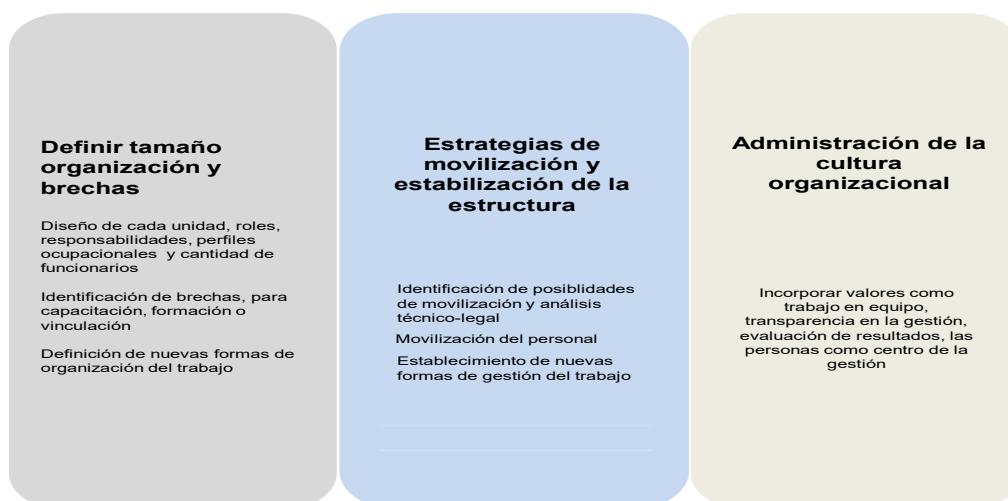 Definir tamaño
organización y
brechas
Diseño de cada unidad, roles,
responsabilidades, perfiles
ocupacionales y cantidad de
funcionarios
Identificación de brechas, para
capacitación, formación o
vinculación
Definición de nuevas formas de
organización del trabajo
Estrategias de
movilización y
estabilización de la
estructura
Identificación de posiblidades
de movilización y análisis
técnico-legal
Movilización del personal
Establecimiento de nuevas
formas de gestión del trabajo
Administración de la
cultura
organizacional
Incorporar valores como
trabajo en equipo,
transparencia en la gestión,
evaluación de resultados, las
personas como centro de la
gestión